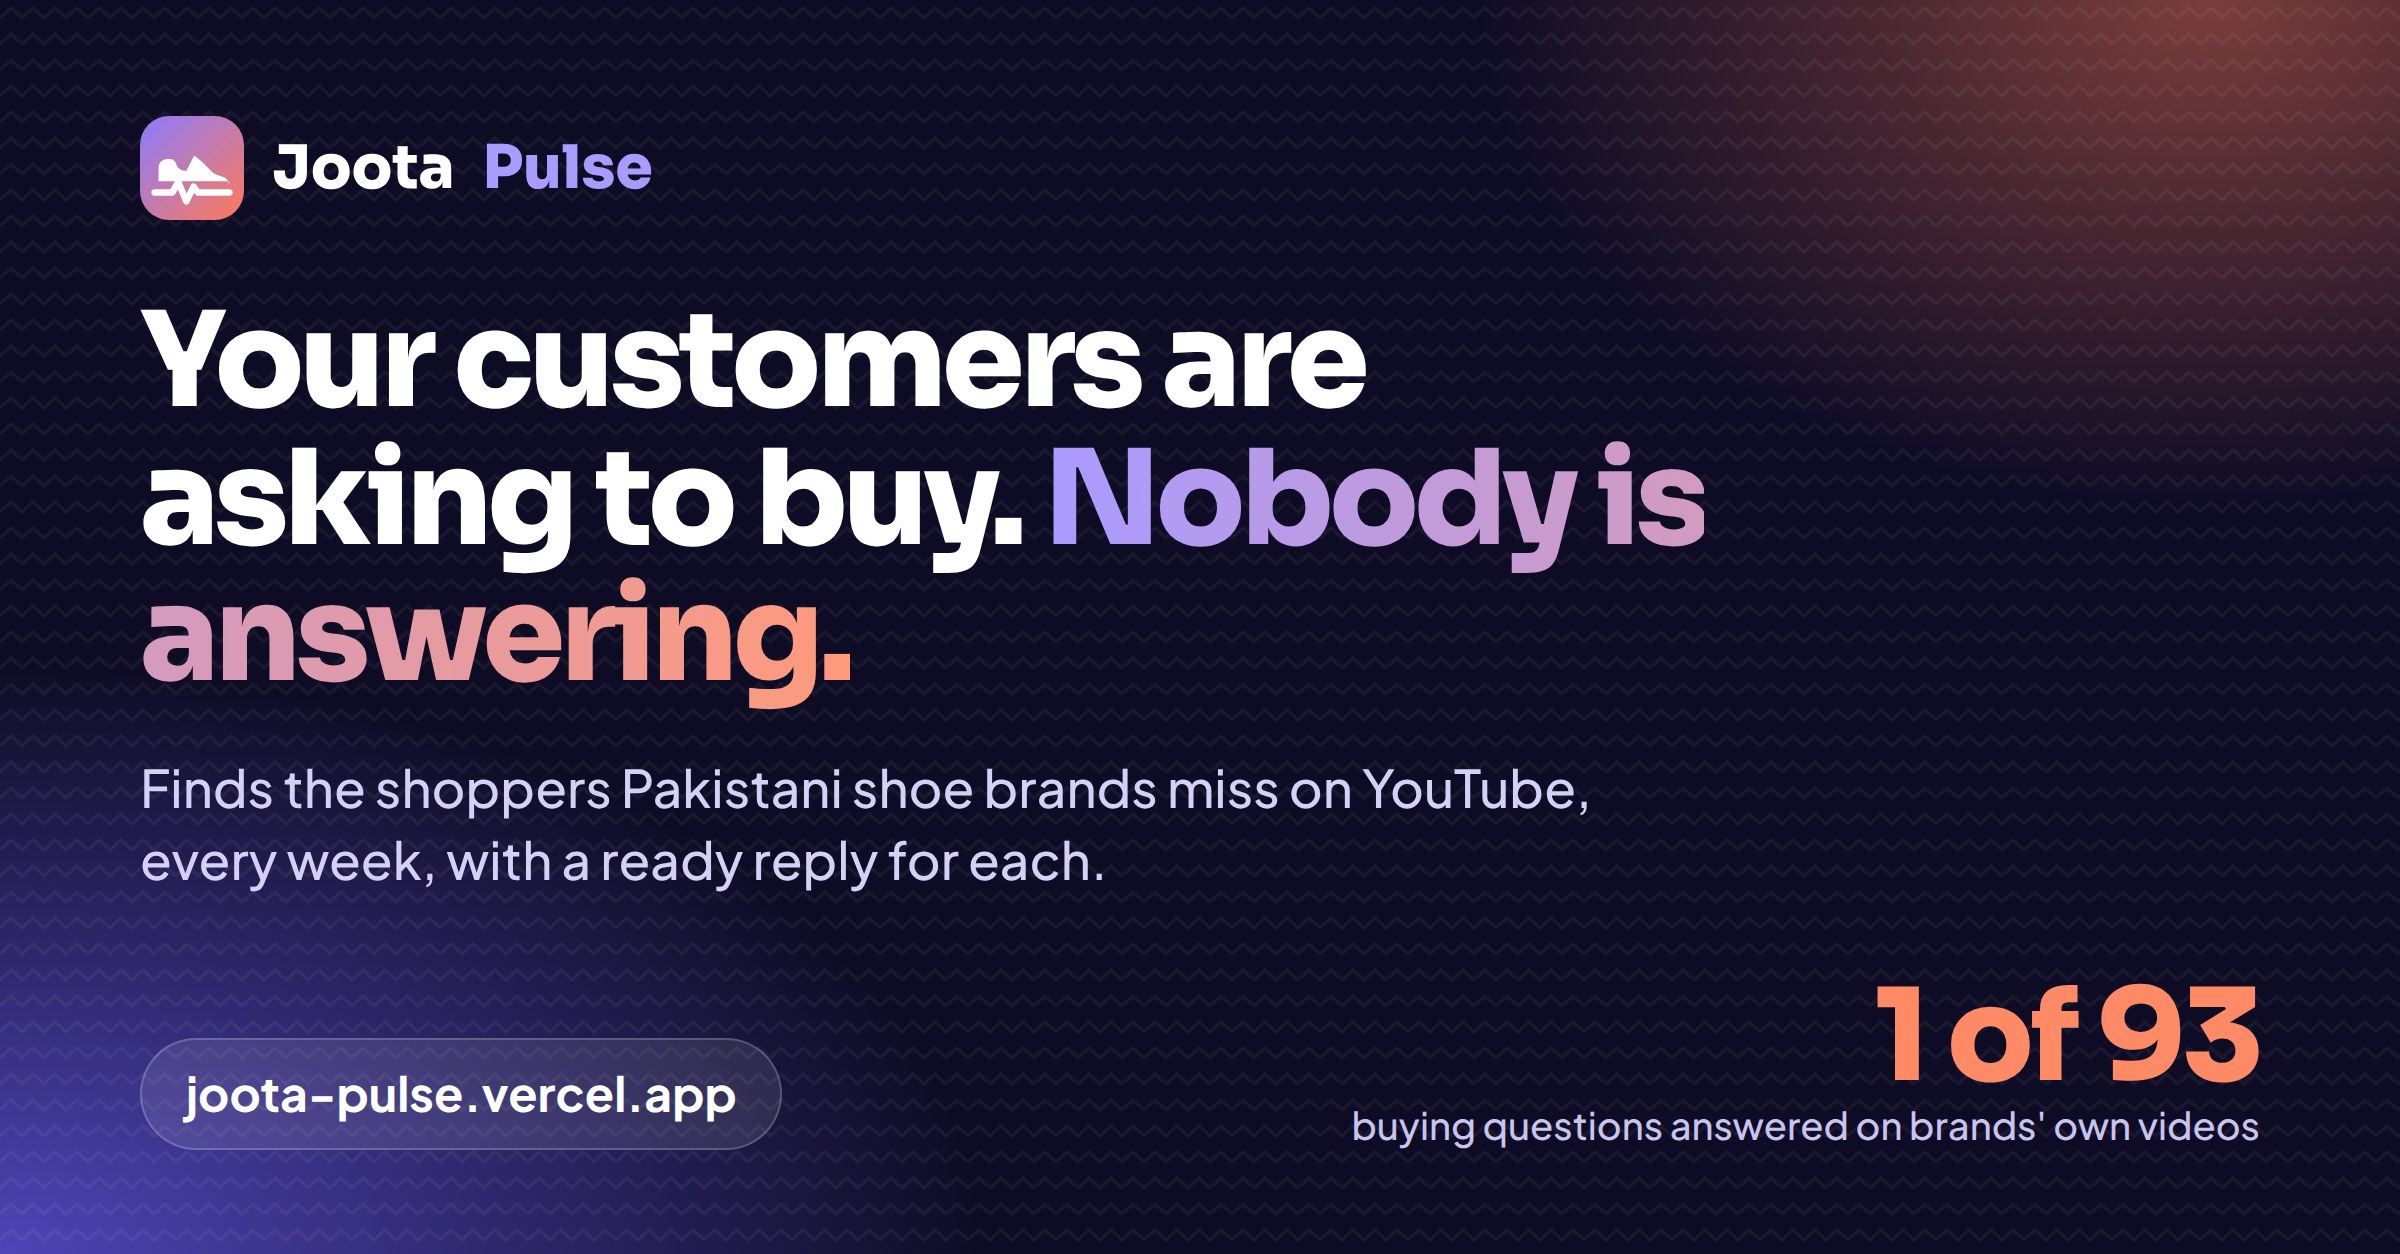 Joota Pulse
Your customers are
asking to buy. Nobody is
answering.
Finds the shoppers Pakistani shoe brands miss on YouTube,
every week, with a ready reply for each.
joota-pulse.vercel.app
1 of 93
buying questions answered on brands' own videos